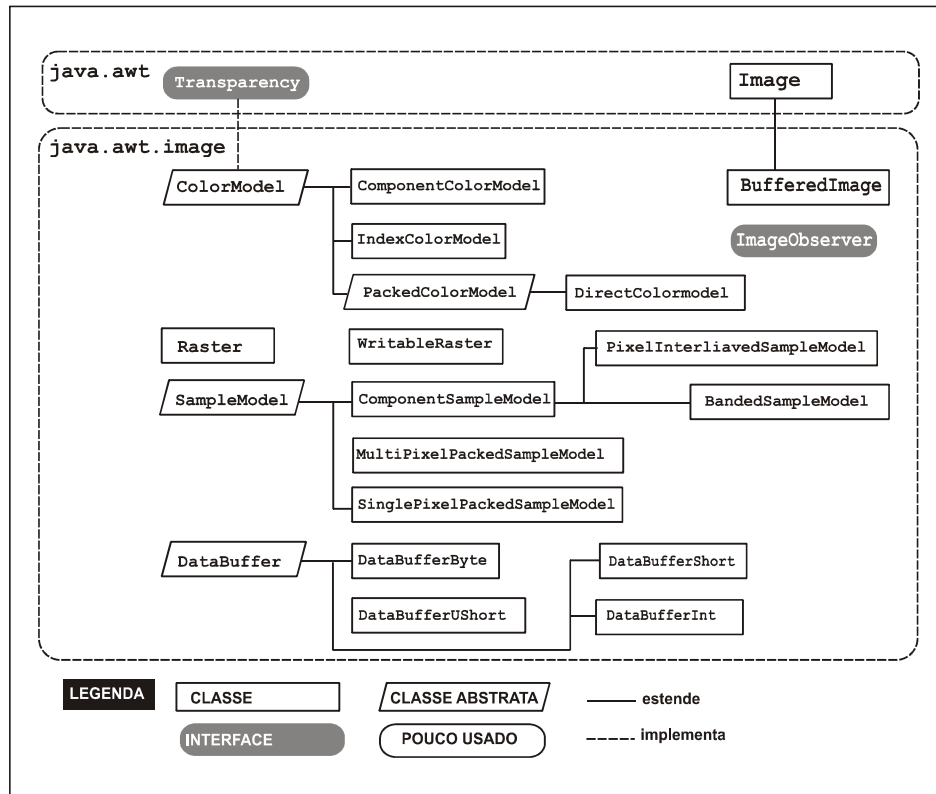 java.awt
Transparency
Image
java.awt.image
ColorModel
ComponentColorModel
BufferedImage
IndexColorModel
ImageObserver
PackedColorModel
DirectColormodel
Raster
WritableRaster
PixelInterliavedSampleModel
SampleModel
ComponentSampleModel
BandedSampleModel
MultiPixelPackedSampleModel
SinglePixelPackedSampleModel
DataBuffer
DataBufferByte
DataBufferShort
DataBufferUShort
DataBufferInt
LEGENDA
CLASSE
CLASSE ABSTRATA
estende
INTERFACE
POUCO USADO
implementa